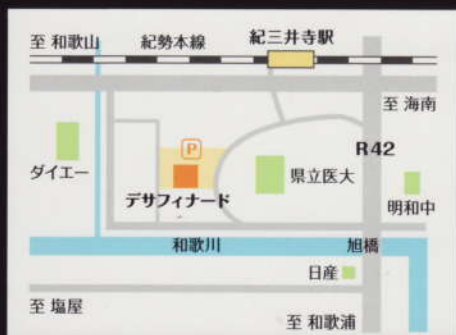 至 和歌山
紀勢本線
紀三井寺駅
至 海南
P
R42
ダイエー
県立医大
デサフィナード
明和中
和歌川
旭橋
日産
至 塩屋
至 和歌浦